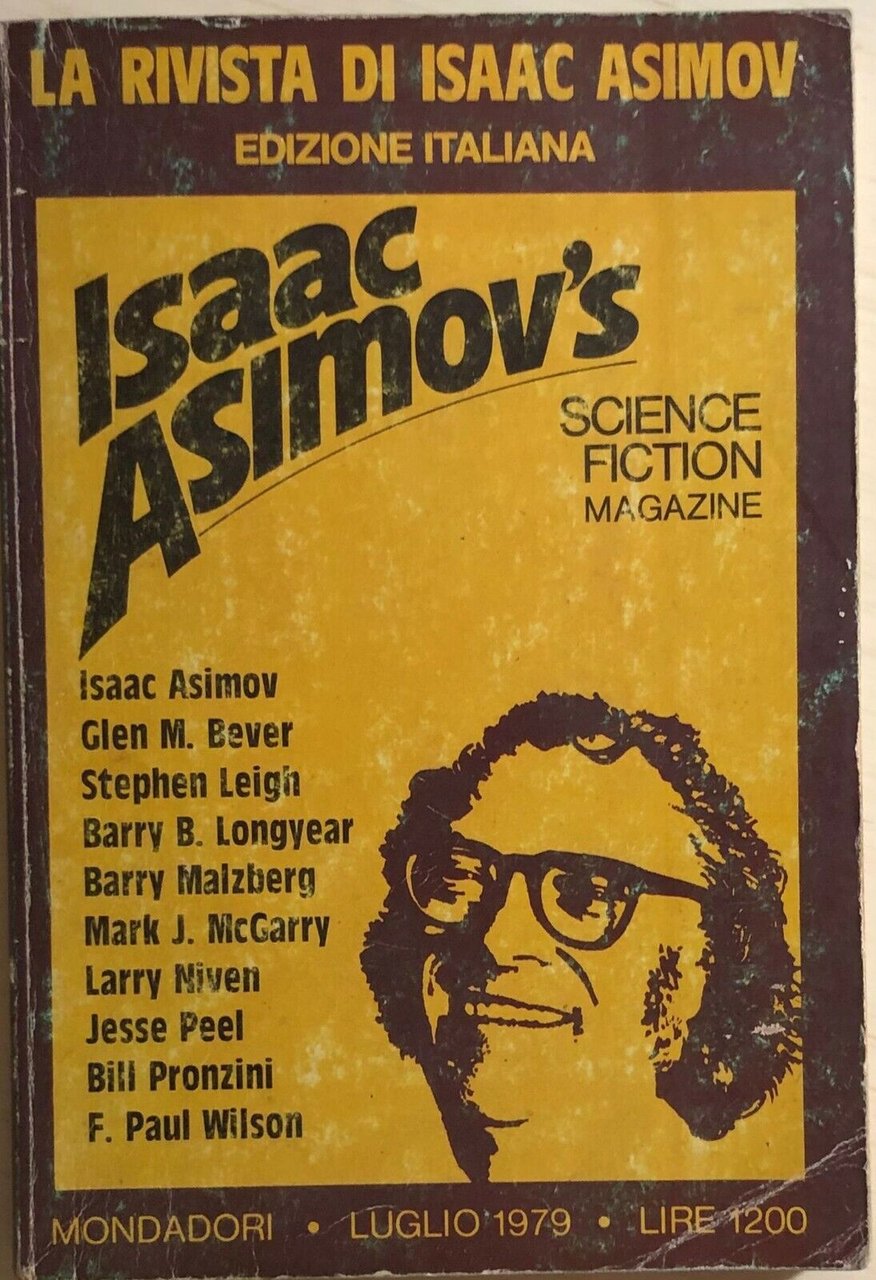 LA RIVISTA DI ISAAC ASIMOV
EDIZIONE ITALIANA
Isaac
Asimov's
SCIENCE
FICTION
MAGAZINE
Isaac Asimov
Glen M. Bever
Stephen Leigh
Barry B. Longyear
Barry Malzberg
Mark J. McGarry
Larry Niven
Jesse Peel
Bill Pronzini
F. Paul Wilson
MONDADORI • LUGLIO 1979 • LIRE 1200